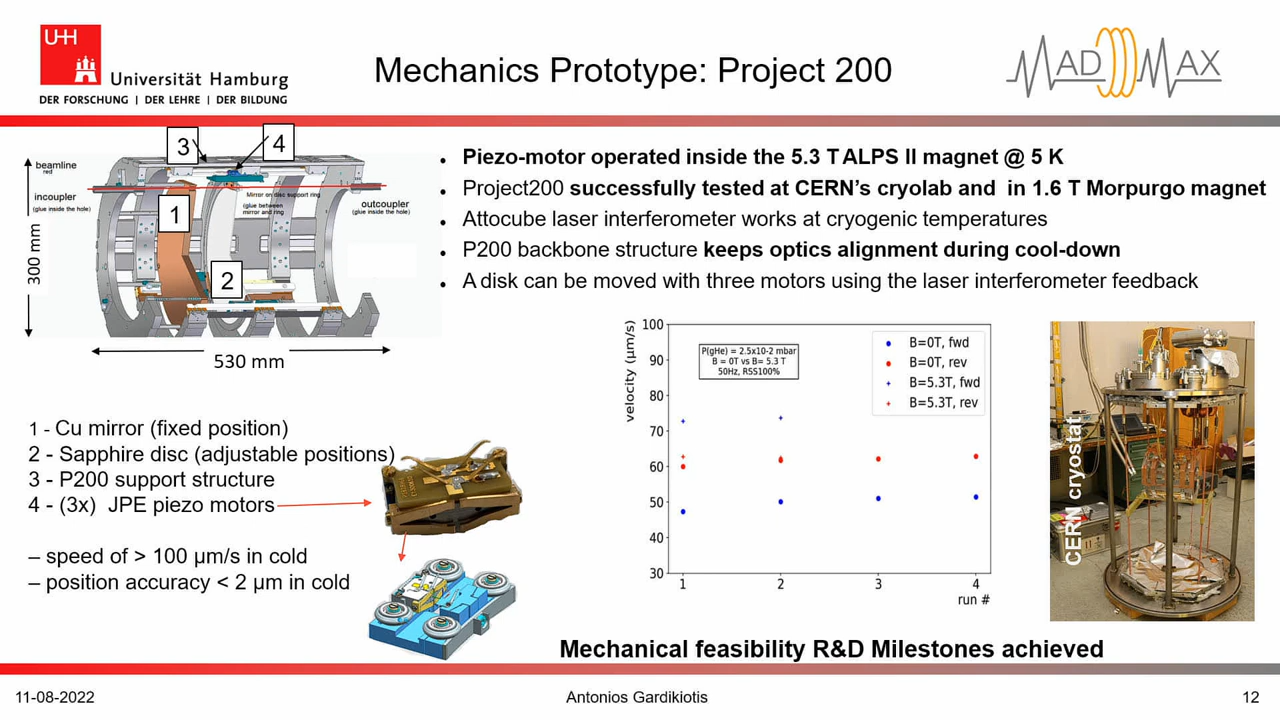 UH
Universität Hamburg
DER FORSCHUNG | DER LEHRE | DER BILDUNG
Mechanics Prototype: Project 200
MADMAX
3
4
beamline
red
incoupler
(glue inside the hole)
Mirror on disc support ring
(glue between
mirror and ring
outcoupler
(glue inside the hole)
1
2
300 mm
530 mm
• Piezo-motor operated inside the 5.3 T ALPS II magnet @ 5 K
• Project200 successfully tested at CERN's cryolab and in 1.6 T Morpurgo magnet
• Attocube laser interferometer works at cryogenic temperatures
• P200 backbone structure keeps optics alignment during cool-down
• A disk can be moved with three motors using the laser interferometer feedback
1 - Cu mirror (fixed position)
2 - Sapphire disc (adjustable positions)
3 - P200 support structure
4 - (3x) JPE piezo motors
– speed of > 100 µm/s in cold
– position accuracy < 2 µm in cold
velocity (µm/s)
100
90
80
70
60
50
40
30
1
2
3
4
run #
P(gHe) = 2.5x10-2 mbar
B = 0T vs B= 5.3 T
50Hz, RSS100%
B=0T, fwd
B=0T, rev
B=5.3T, fwd
B=5.3T, rev
CERN cryostat
Mechanical feasibility R&D Milestones achieved
11-08-2022
Antonios Gardikiotis
12